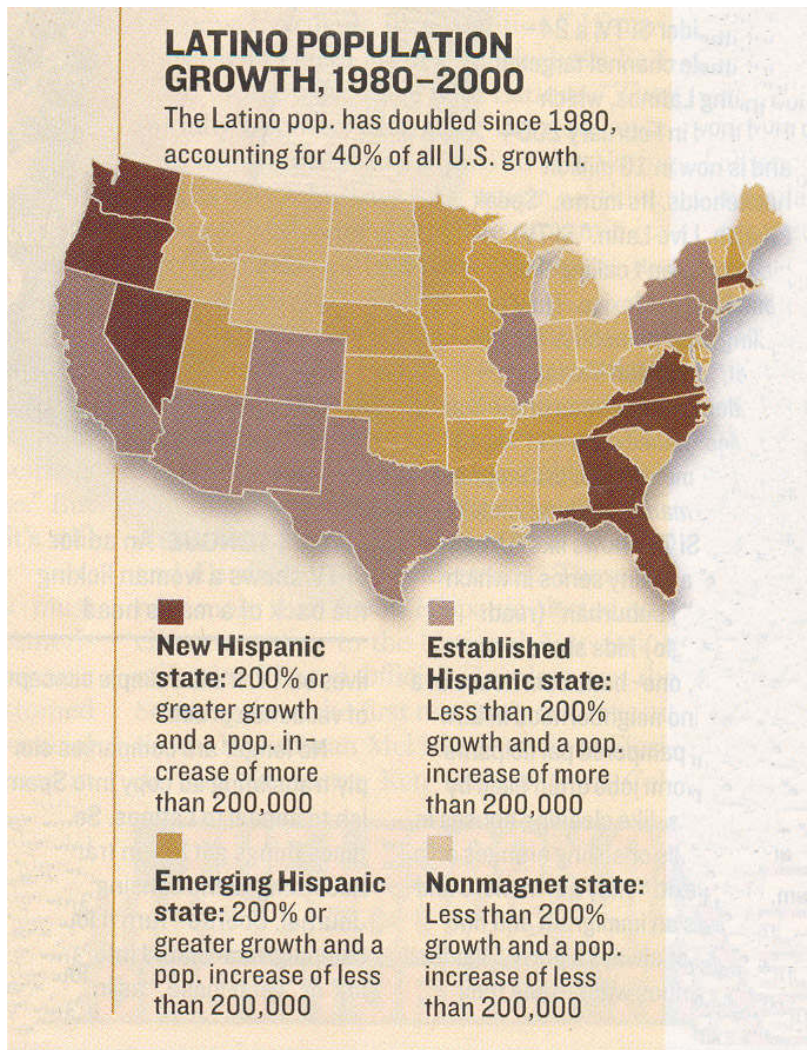 LATINO POPULATION
GROWTH, 1980–2000
The Latino pop. has doubled since 1980,
accounting for 40% of all U.S. growth.
New Hispanic
state: 200% or
greater growth
and a pop. in-
crease of more
than 200,000
Established
Hispanic state:
Less than 200%
growth and a pop.
increase of more
than 200,000
Emerging Hispanic
state: 200% or
greater growth and a
pop. increase of less
than 200,000
Nonmagnet state:
Less than 200%
growth and a pop.
increase of less
than 200,000